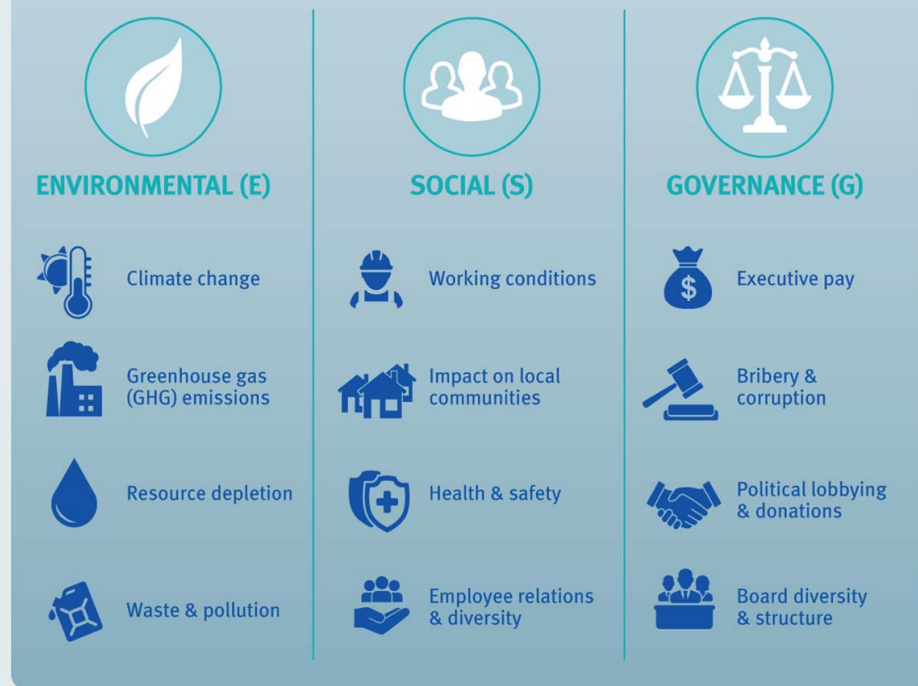 ENVIRONMENTAL (E)
Climate change
Greenhouse gas
(GHG) emissions
Resource depletion
Waste & pollution
SOCIAL (S)
Working conditions
Impact on local
communities
Health & safety
Employee relations
& diversity
GOVERNANCE (G)
$
Executive pay
Bribery &
corruption
Political lobbying
& donations
Board diversity
& structure